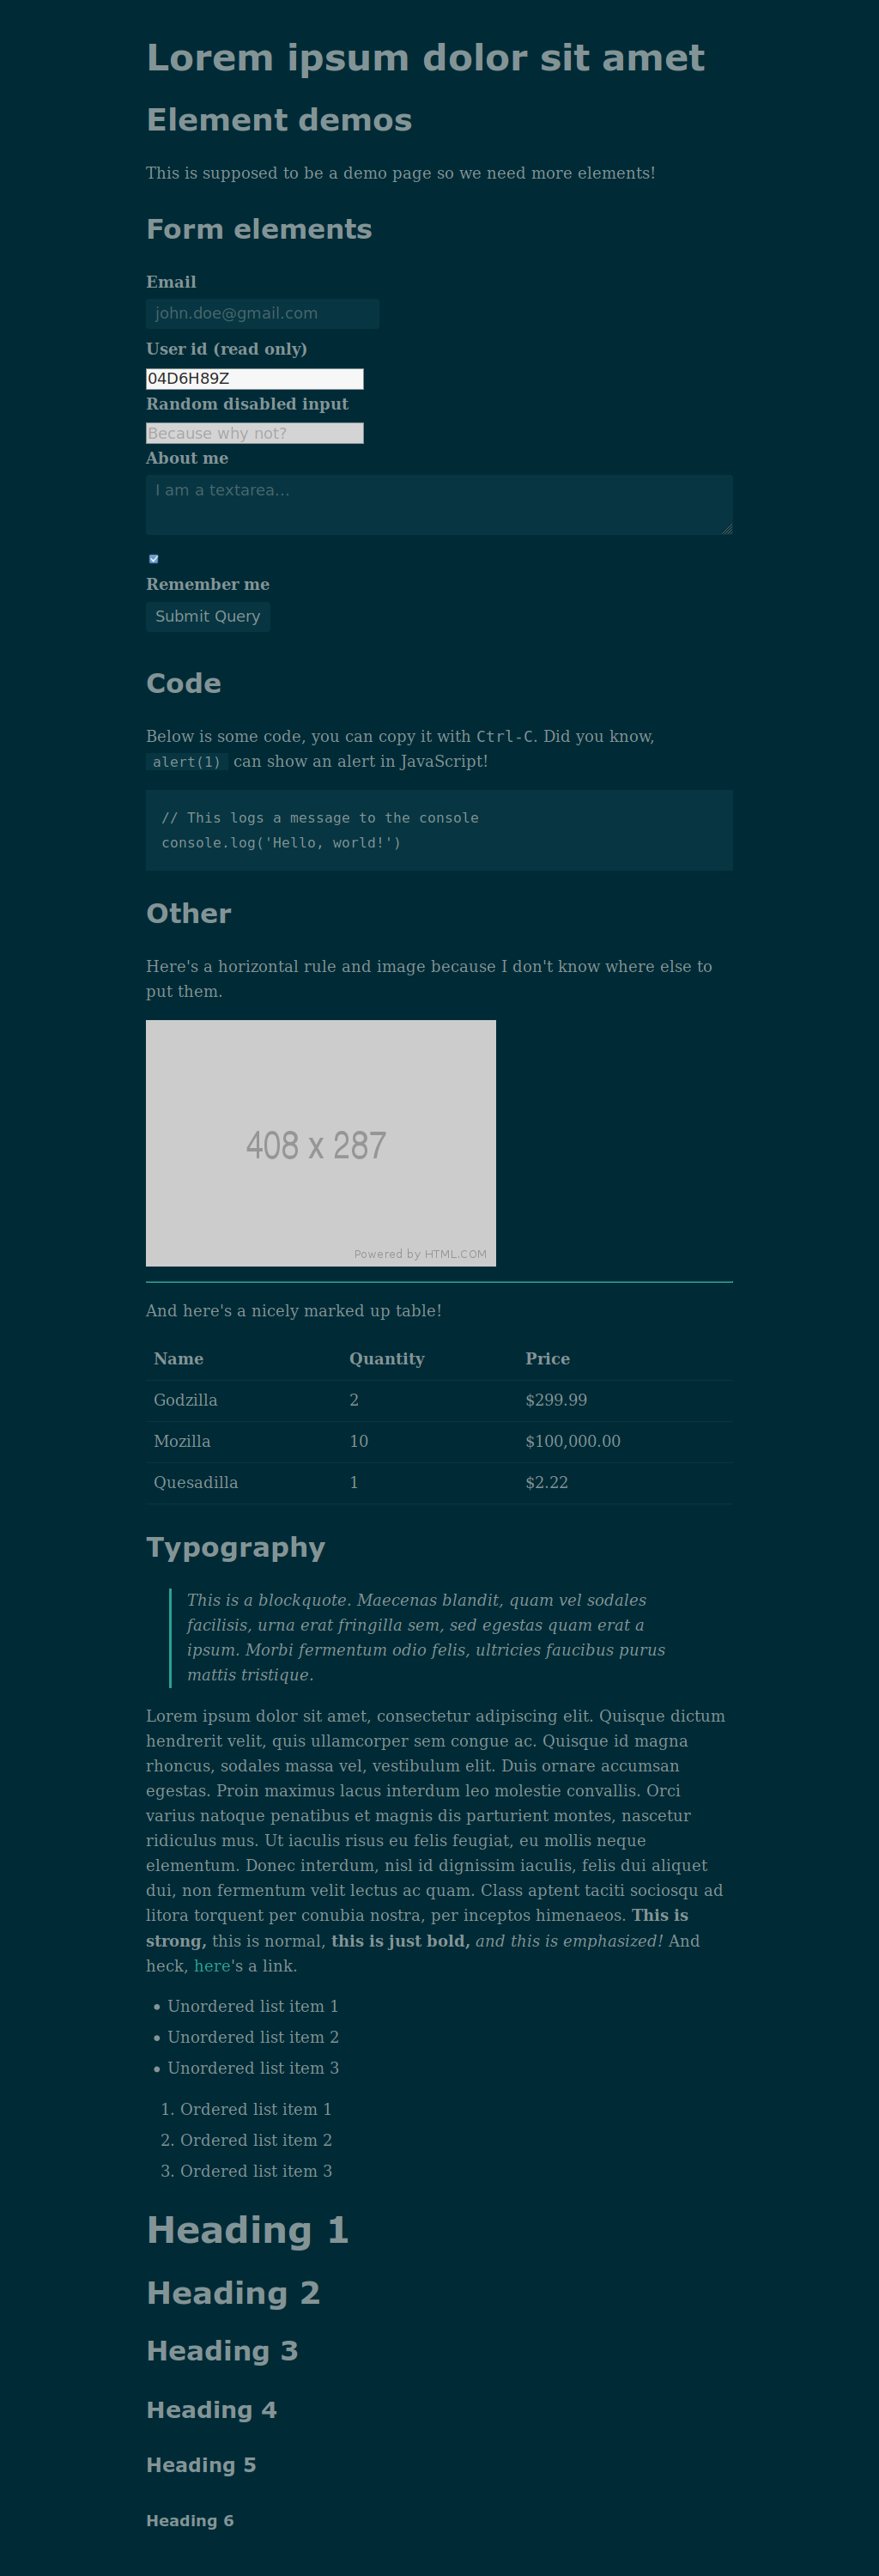 Lorem ipsum dolor sit amet
Element demos
This is supposed to be a demo page so we need more elements!
Form elements
Email
john.doe@gmail.com
User id (read only)
04D6H89Z
Random disabled input
Because why not?
About me
I am a textarea...
Remember me
Submit Query
Code
Below is some code, you can copy it with Ctrl-C. Did you know,
alert(1) can show an alert in JavaScript!
// This logs a message to the console
console.log('Hello, world!')
Other
Here's a horizontal rule and image because I don't know where else to
put them.
408 x 287
Powered by HTML.COM
And here's a nicely marked up table!
Name Quantity Price
Godzilla 2 $299.99
Mozilla 10 $100,000.00
Quesadilla 1 $2.22
Typography
This is a blockquote. Maecenas blandit, quam vel sodales
facilisis, urna erat fringilla sem, sed egestas quam erat a
ipsum. Morbi fermentum odio felis, ultricies faucibus purus
mattis tristique.
Lorem ipsum dolor sit amet, consectetur adipiscing elit. Quisque dictum
hendrerit velit, quis ullamcorper sem congue ac. Quisque id magna
rhoncus, sodales massa vel, vestibulum elit. Duis ornare accumsan
egestas. Proin maximus lacus interdum leo molestie convallis. Orci
varius natoque penatibus et magnis dis parturient montes, nascetur
ridiculus mus. Ut iaculis risus eu felis feugiat, eu mollis neque
elementum. Donec interdum, nisl id dignissim iaculis, felis dui aliquet
dui, non fermentum velit lectus ac quam. Class aptent taciti sociosqu ad
litora torquent per conubia nostra, per inceptos himenaeos. This is
strong, this is normal, this is just bold, and this is emphasized! And
heck, here's a link.
• Unordered list item 1
• Unordered list item 2
• Unordered list item 3
1. Ordered list item 1
2. Ordered list item 2
3. Ordered list item 3
Heading 1
Heading 2
Heading 3
Heading 4
Heading 5
Heading 6